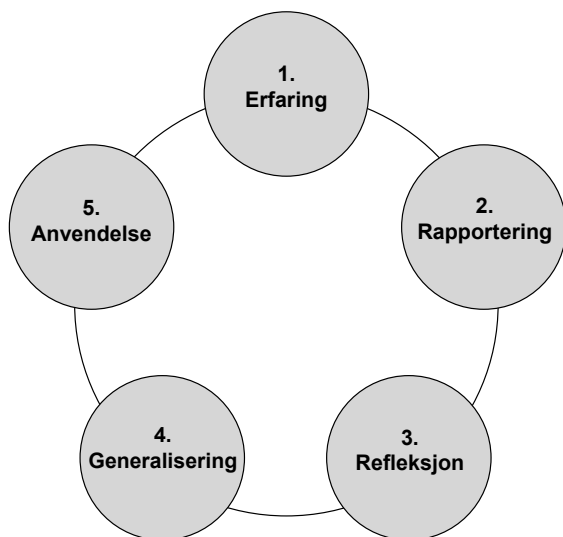 1.
Erfaring
2.
Rapportering
3.
Refleksjon
4.
Generalisering
5.
Anvendelse